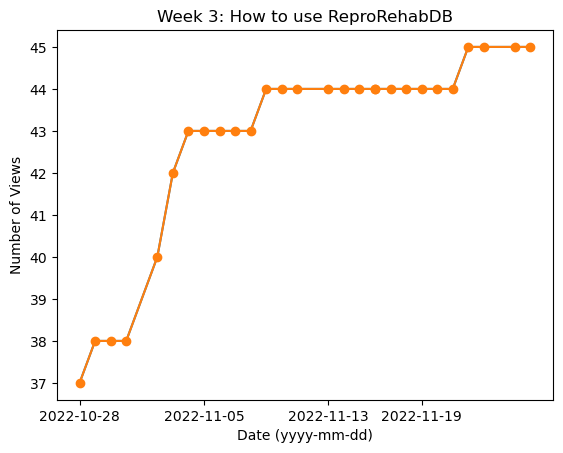 Week 3: How to use ReproRehabDB
45
44
43
42
41
40
39
38
37
Number of Views
2022-10-28 2022-11-05 2022-11-13 2022-11-19
Date (yyyy-mm-dd)